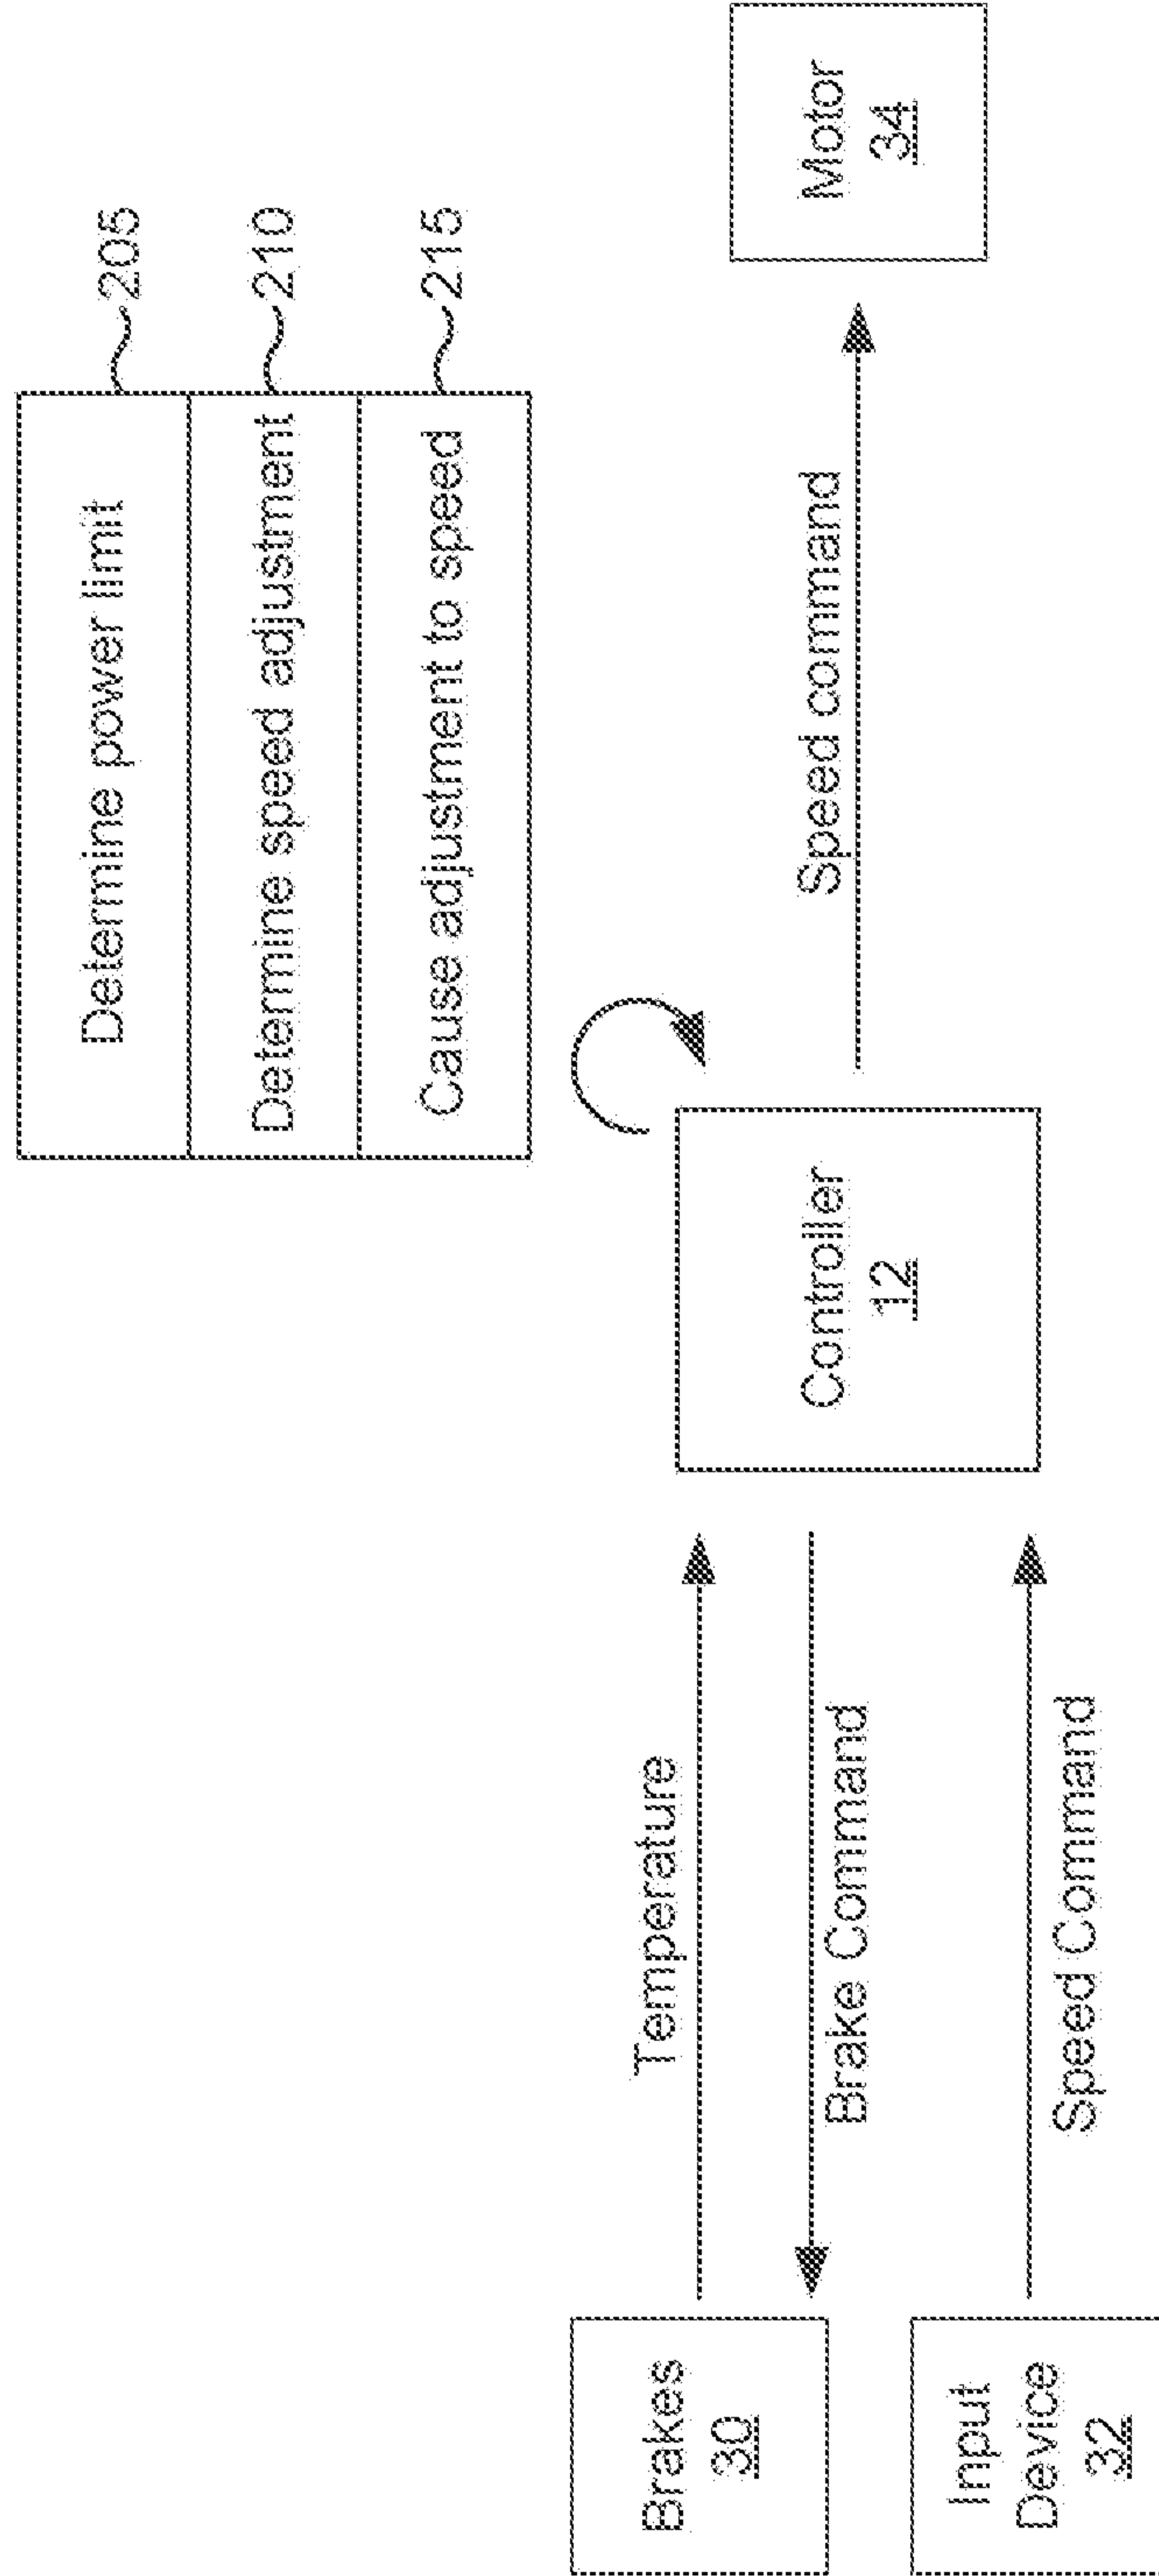 Determine power limit
205
Determine speed adjustment
210
Cause adjustment to speed
215
Brakes
30
Temperature
Brake Command
Input
Device
32
Speed Command
Controller
12
Speed command
Motor
34